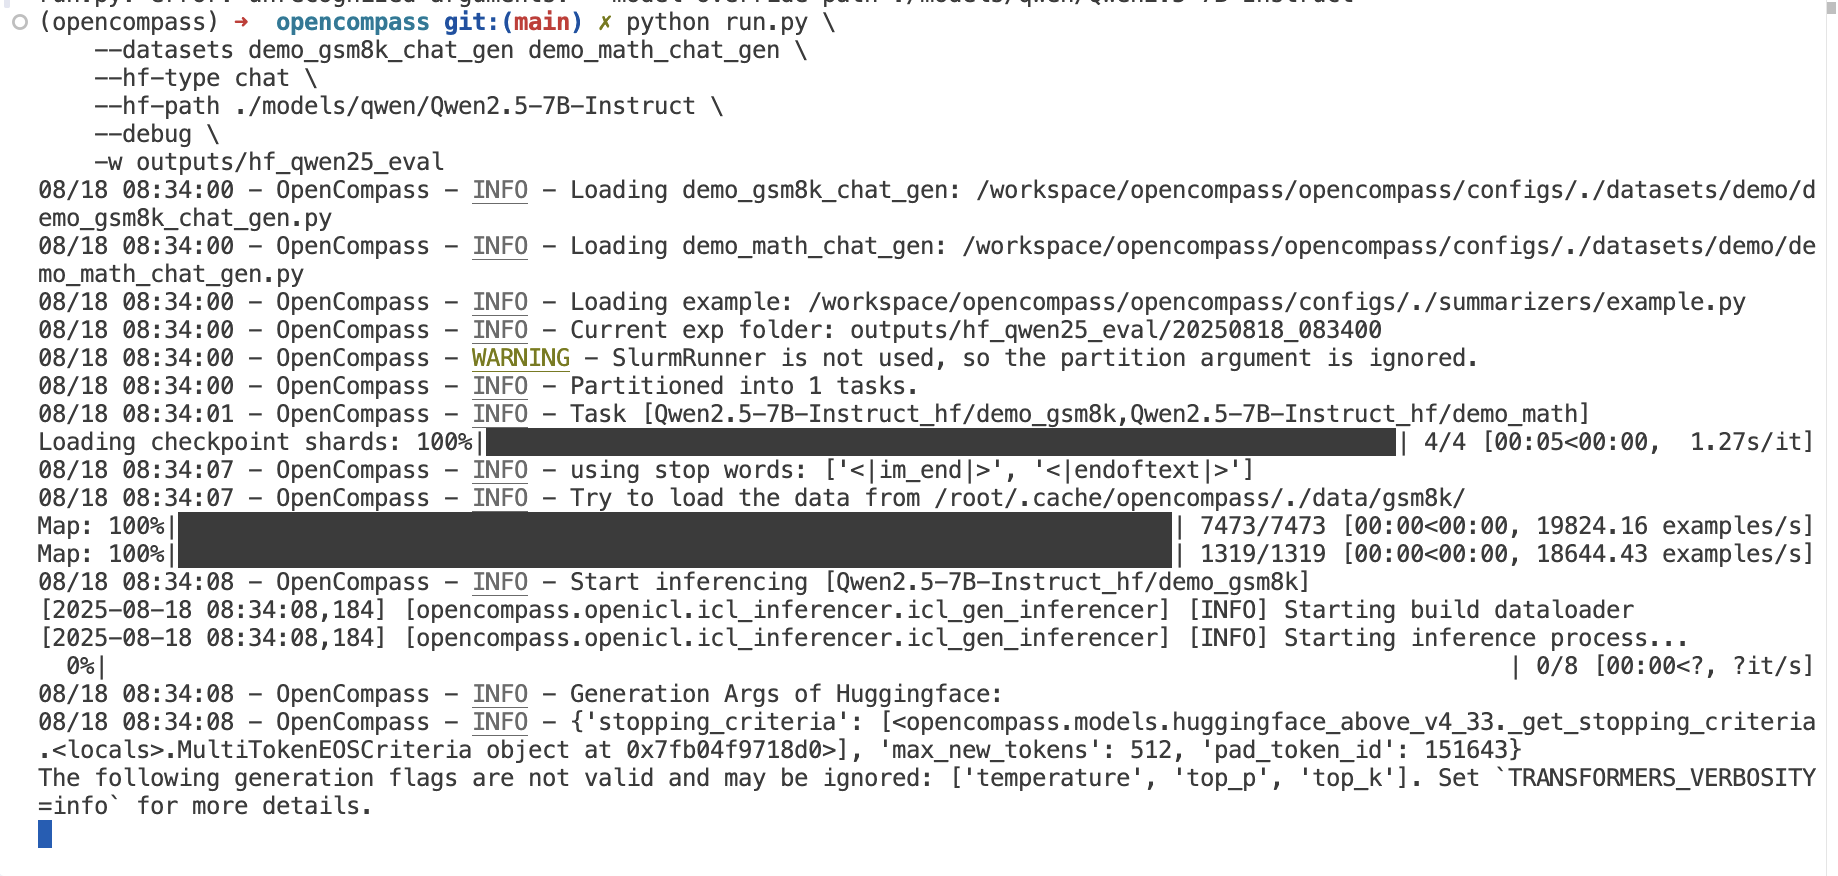 run.py: error: unrecognized arguments: --model-override path ./models/qwen/Qwen2.5-7B-Instruct
(opencompass) ➜  opencompass git:(main) ✗ python run.py \
    --datasets demo_gsm8k_chat_gen demo_math_chat_gen \
    --hf-type chat \
    --hf-path ./models/qwen/Qwen2.5-7B-Instruct \
    --debug \
    -w outputs/hf_qwen25_eval
08/18 08:34:00 - OpenCompass - INFO - Loading demo_gsm8k_chat_gen: /workspace/opencompass/opencompass/configs/./datasets/demo/d
emo_gsm8k_chat_gen.py
08/18 08:34:00 - OpenCompass - INFO - Loading demo_math_chat_gen: /workspace/opencompass/opencompass/configs/./datasets/demo/de
mo_math_chat_gen.py
08/18 08:34:00 - OpenCompass - INFO - Loading example: /workspace/opencompass/opencompass/configs/./summarizers/example.py
08/18 08:34:00 - OpenCompass - INFO - Current exp folder: outputs/hf_qwen25_eval/20250818_083400
08/18 08:34:00 - OpenCompass - WARNING - SlurmRunner is not used, so the partition argument is ignored.
08/18 08:34:00 - OpenCompass - INFO - Partitioned into 1 tasks.
08/18 08:34:01 - OpenCompass - INFO - Task [Qwen2.5-7B-Instruct_hf/demo_gsm8k,Qwen2.5-7B-Instruct_hf/demo_math]
Loading checkpoint shards: 100%|| 4/4 [00:05<00:00,  1.27s/it]
08/18 08:34:07 - OpenCompass - INFO - using stop words: ['<|im_end|>', '<|endoftext|>']
08/18 08:34:07 - OpenCompass - INFO - Try to load the data from /root/.cache/opencompass/./data/gsm8k/
Map: 100%|| 7473/7473 [00:00<00:00, 19824.16 examples/s]
Map: 100%|| 1319/1319 [00:00<00:00, 18644.43 examples/s]
08/18 08:34:08 - OpenCompass - INFO - Start inferencing [Qwen2.5-7B-Instruct_hf/demo_gsm8k]
[2025-08-18 08:34:08,184] [opencompass.openicl.icl_inferencer.icl_gen_inferencer] [INFO] Starting build dataloader
[2025-08-18 08:34:08,184] [opencompass.openicl.icl_inferencer.icl_gen_inferencer] [INFO] Starting inference process...
  0%|| 0/8 [00:00<?, ?it/s]
08/18 08:34:08 - OpenCompass - INFO - Generation Args of Huggingface:
08/18 08:34:08 - OpenCompass - INFO - {'stopping_criteria': [<opencompass.models.huggingface_above_v4_33._get_stopping_criteria
.<locals>.MultiTokenEOSCriteria object at 0x7fb04f9718d0>], 'max_new_tokens': 512, 'pad_token_id': 151643}
The following generation flags are not valid and may be ignored: ['temperature', 'top_p', 'top_k']. Set `TRANSFORMERS_VERBOSITY
=info` for more details.